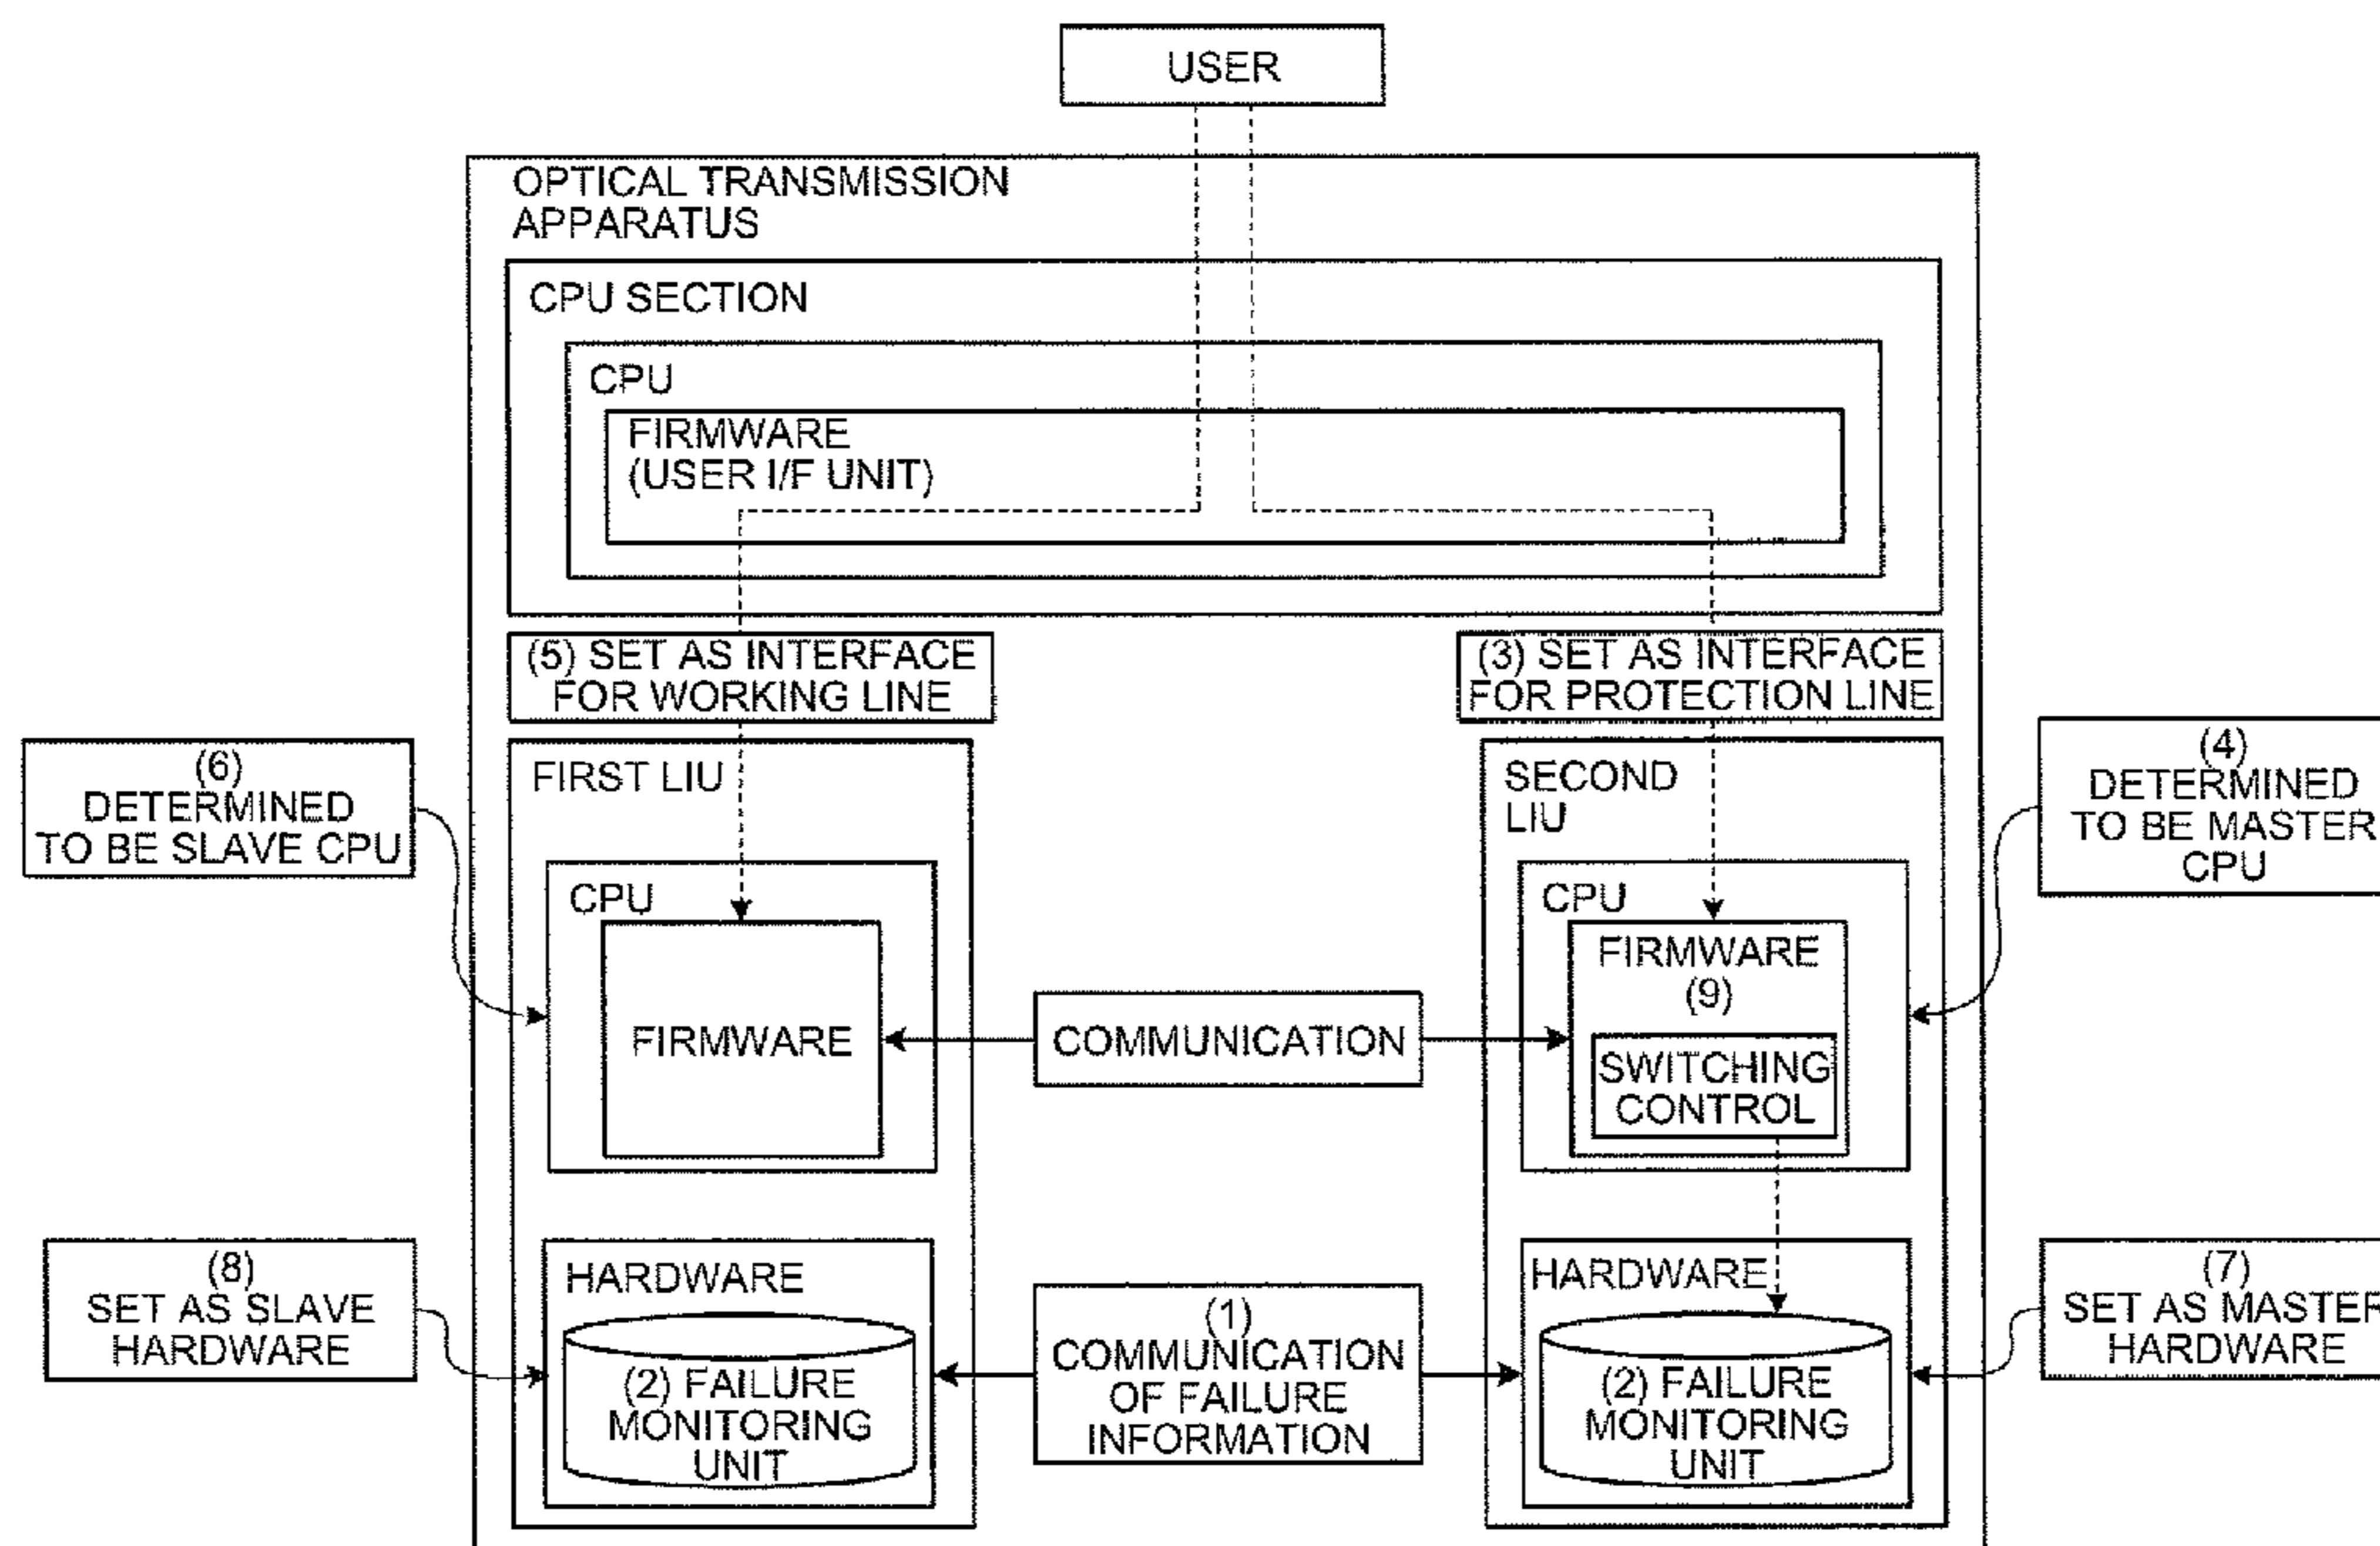 USER
OPTICAL TRANSMISSION
APPARATUS
CPU SECTION
CPU
FIRMWARE
(USER I/F UNIT)
(5) SET AS INTERFACE
FOR WORKING LINE
(3) SET AS INTERFACE
FOR PROTECTION LINE
(6)
DETERMINED
TO BE SLAVE CPU
FIRST LIU
SECOND
LIU
(4)
DETERMINED
TO BE MASTER
CPU
CPU
FIRMWARE
COMMUNICATION
CPU
FIRMWARE
(9)
SWITCHING
CONTROL
(8)
SET AS SLAVE
HARDWARE
HARDWARE
(2) FAILURE
MONITORING
UNIT
(1)
COMMUNICATION
OF FAILURE
INFORMATION
HARDWARE
(2) FAILURE
MONITORING
UNIT
(7)
SET AS MASTER
HARDWARE